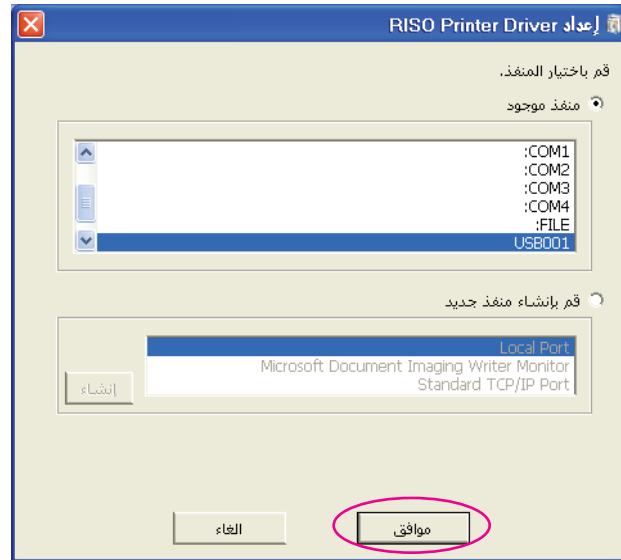 إعداد RISO Printer Driver
قم باختيار المنفذ.
منفذ موجود
COM1:
COM2:
COM3:
COM4:
FILE:
USB001
قم بإنشاء منفذ جديد
Local Port
Microsoft Document Imaging Writer Monitor
Standard TCP/IP Port
إنشاء
موافق
الغاء